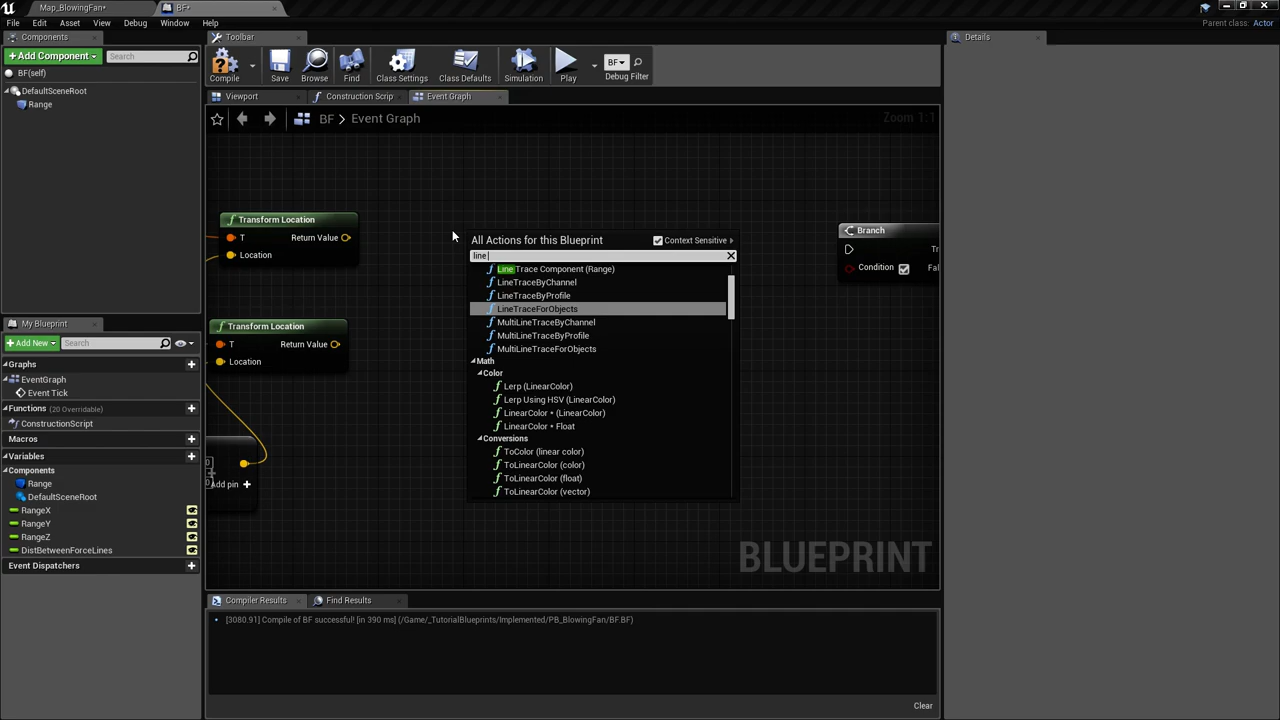 Map_BlowingFan*
BF*
File Edit Asset View Debug Window Help
Parent class: Actor
Components
Toolbar
Details
Add Component
Search
Compile
Save
Browse
Find
Class Settings
Class Defaults
Simulation
Play
BF
Debug Filter
BF(self)
DefaultSceneRoot
Range
Viewport
Construction Scrip
Event Graph
BF > Event Graph
Zoom 1:1
Transform Location
T
Return Value
Location
Transform Location
T
Return Value
Location
Add pin
All Actions for this Blueprint
Context Sensitive
line
Line Trace Component (Range)
LineTraceByChannel
LineTraceByProfile
LineTraceForObjects
MultiLineTraceByChannel
MultiLineTraceByProfile
MultiLineTraceForObjects
Math
Color
Lerp (LinearColor)
Lerp Using HSV (LinearColor)
LinearColor * (LinearColor)
LinearColor * Float
Conversions
ToColor (linear color)
ToLinearColor (color)
ToLinearColor (float)
ToLinearColor (vector)
Branch
Tr
Condition
Fal
BLUEPRINT
My Blueprint
Add New
Search
Graphs
EventGraph
Event Tick
Functions (20 Overridable)
ConstructionScript
Macros
Variables
Components
Range
DefaultSceneRoot
RangeX
RangeY
RangeZ
DistBetweenForceLines
Event Dispatchers
Compiler Results
Find Results
[3080.91] Compile of BF successful! [in 390 ms] (/Game/_TutorialBlueprints/Implemented/PB_BlowingFan/BF.BF)
Clear